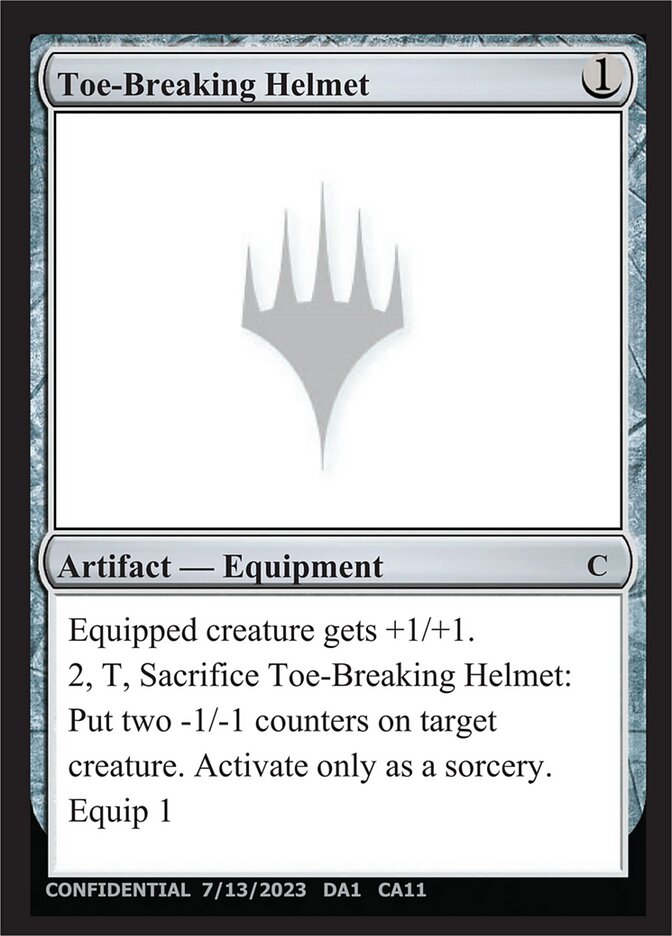 Toe-Breaking Helmet 1
Artifact — Equipment C
Equipped creature gets +1/+1.
2, T, Sacrifice Toe-Breaking Helmet:
Put two -1/-1 counters on target
creature. Activate only as a sorcery.
Equip 1
CONFIDENTIAL 7/13/2023 DA1 CA11